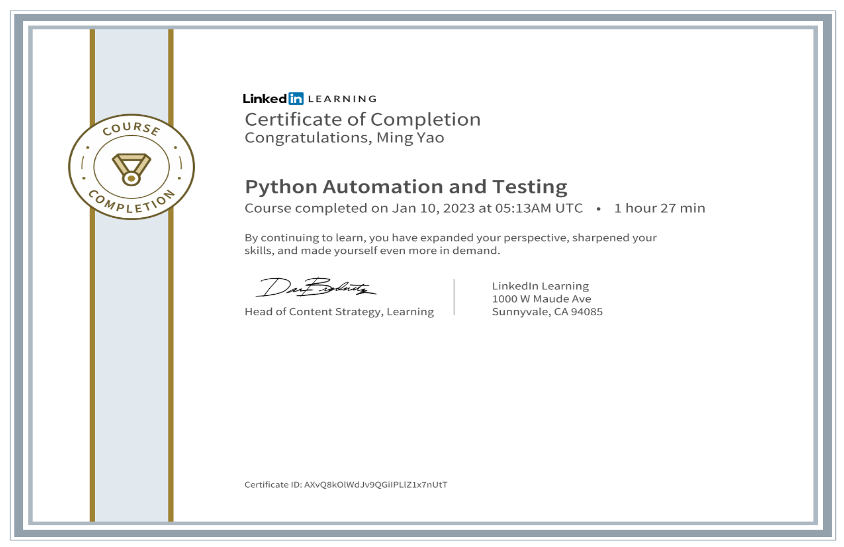 COURSE
COMPLETION
Linked in LEARNING
Certificate of Completion
Congratulations, Ming Yao
Python Automation and Testing
Course completed on Jan 10, 2023 at 05:13AM UTC • 1 hour 27 min
By continuing to learn, you have expanded your perspective, sharpened your
skills, and made yourself even more in demand.
Head of Content Strategy, Learning
LinkedIn Learning
1000 W Maude Ave
Sunnyvale, CA 94085
Certificate ID: AXvQ8kOlWdJv9QGiIPLlZ1x7nUtT